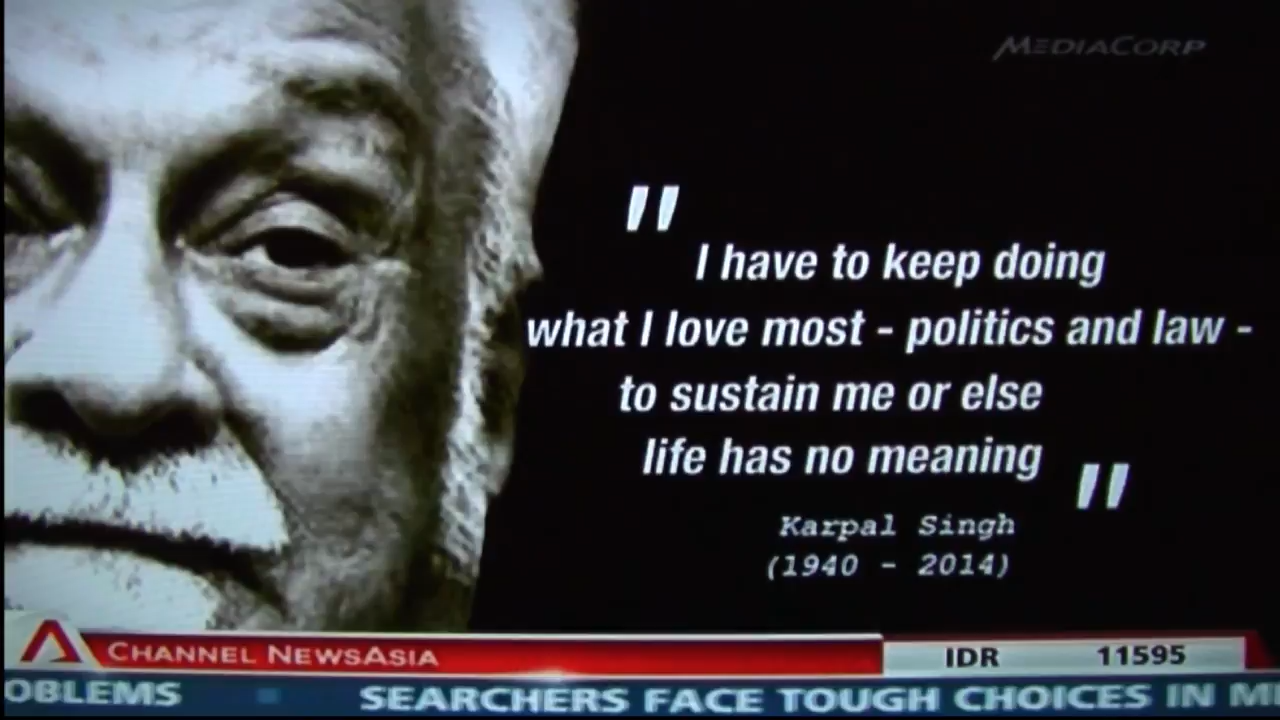 MEDIACORP
"
I have to keep doing
what I love most - politics and law -
to sustain me or else
life has no meaning
"
Karpal Singh
(1940 - 2014)
CHANNEL NEWSASIA
IDR 11595
OBLEMS SEARCHERS FACE TOUGH CHOICES IN